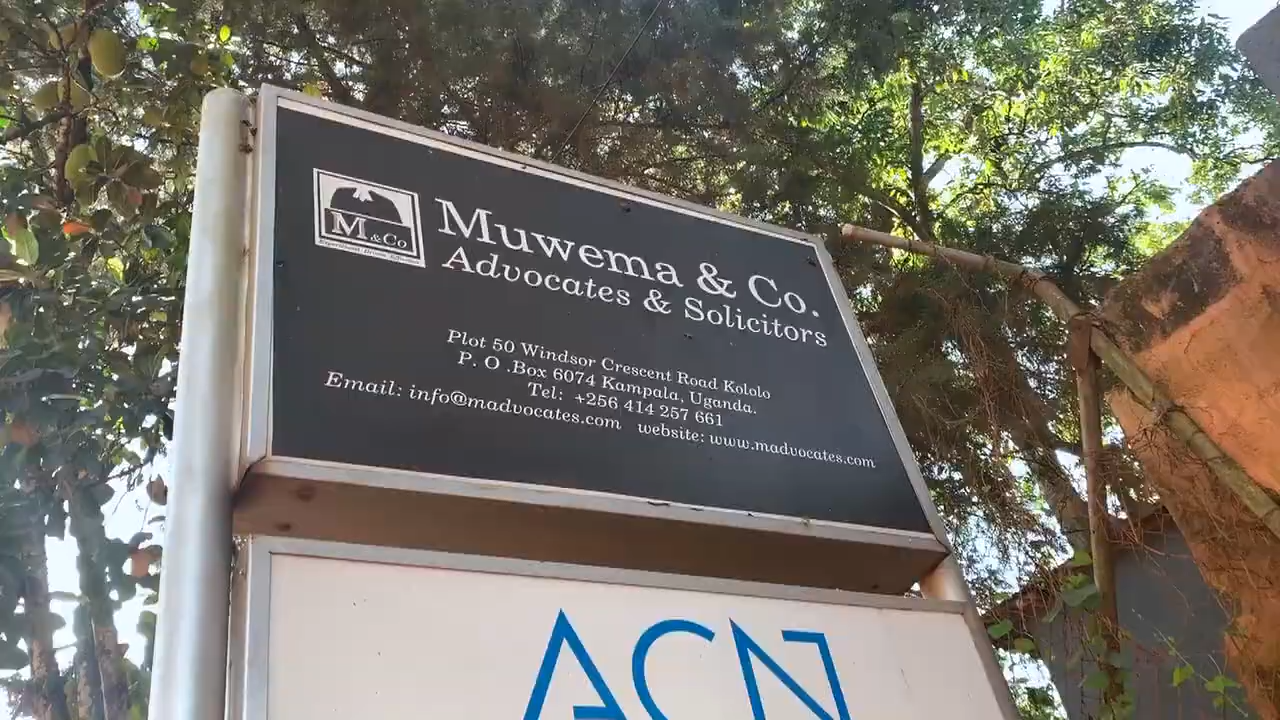 M & Co
Muwema & Co.
Advocates & Solicitors
Plot 50 Windsor Crescent Road Kololo
P. O .Box 6074 Kampala, Uganda.
Tel: +256 414 257 661
Email: info@madvocates.com website: www.madvocates.com
ACN